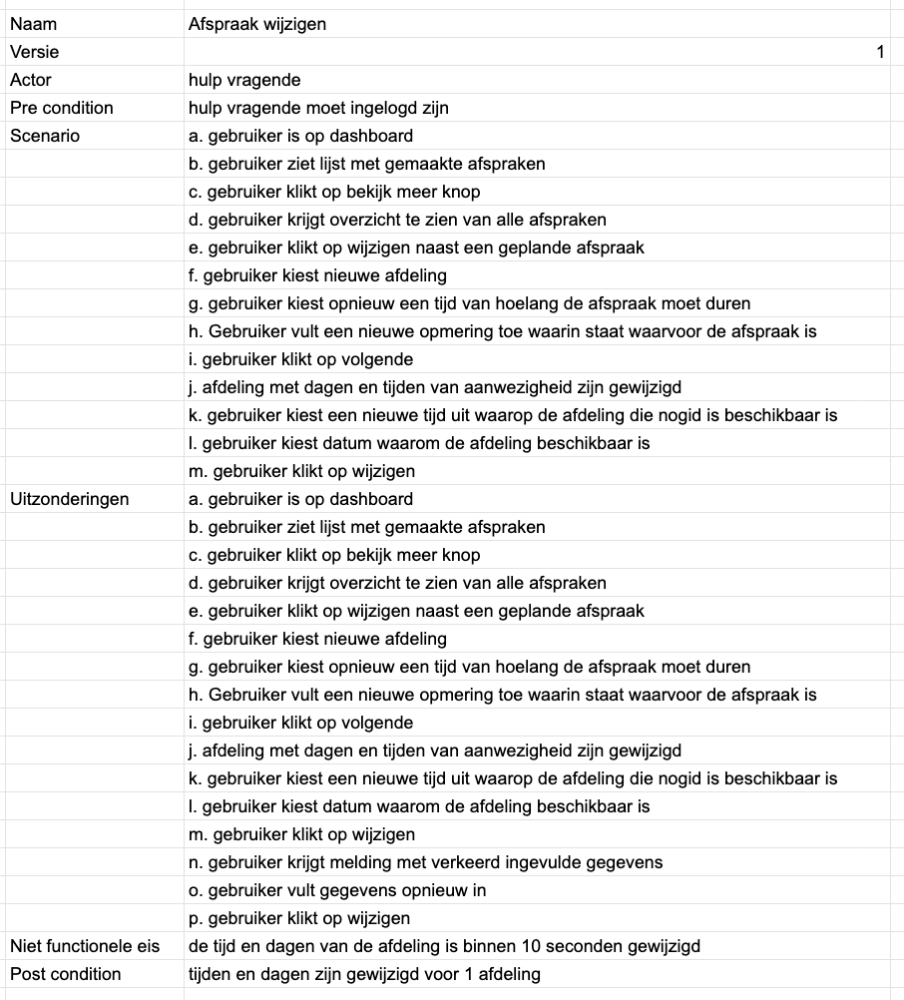 Naam Afspraak wijzigen
Versie 1
Actor hulp vragende
Pre condition hulp vragende moet ingelogd zijn
Scenario a. gebruiker is op dashboard
b. gebruiker ziet lijst met gemaakte afspraken
c. gebruiker klikt op bekijk meer knop
d. gebruiker krijgt overzicht te zien van alle afspraken
e. gebruiker klikt op wijzigen naast een geplande afspraak
f. gebruiker kiest nieuwe afdeling
g. gebruiker kiest opnieuw een tijd van hoelang de afspraak moet duren
h. Gebruiker vult een nieuwe opmering toe waarin staat waarvoor de afspraak is
i. gebruiker klikt op volgende
j. afdeling met dagen en tijden van aanwezigheid zijn gewijzigd
k. gebruiker kiest een nieuwe tijd uit waarop de afdeling die nogid is beschikbaar is
l. gebruiker kiest datum waarom de afdeling beschikbaar is
m. gebruiker klikt op wijzigen
Uitzonderingen a. gebruiker is op dashboard
b. gebruiker ziet lijst met gemaakte afspraken
c. gebruiker klikt op bekijk meer knop
d. gebruiker krijgt overzicht te zien van alle afspraken
e. gebruiker klikt op wijzigen naast een geplande afspraak
f. gebruiker kiest nieuwe afdeling
g. gebruiker kiest opnieuw een tijd van hoelang de afspraak moet duren
h. Gebruiker vult een nieuwe opmering toe waarin staat waarvoor de afspraak is
i. gebruiker klikt op volgende
j. afdeling met dagen en tijden van aanwezigheid zijn gewijzigd
k. gebruiker kiest een nieuwe tijd uit waarop de afdeling die nogid is beschikbaar is
l. gebruiker kiest datum waarom de afdeling beschikbaar is
m. gebruiker klikt op wijzigen
n. gebruiker krijgt melding met verkeerd ingevulde gegevens
o. gebruiker vult gegevens opnieuw in
p. gebruiker klikt op wijzigen
Niet functionele eis de tijd en dagen van de afdeling is binnen 10 seconden gewijzigd
Post condition tijden en dagen zijn gewijzigd voor 1 afdeling